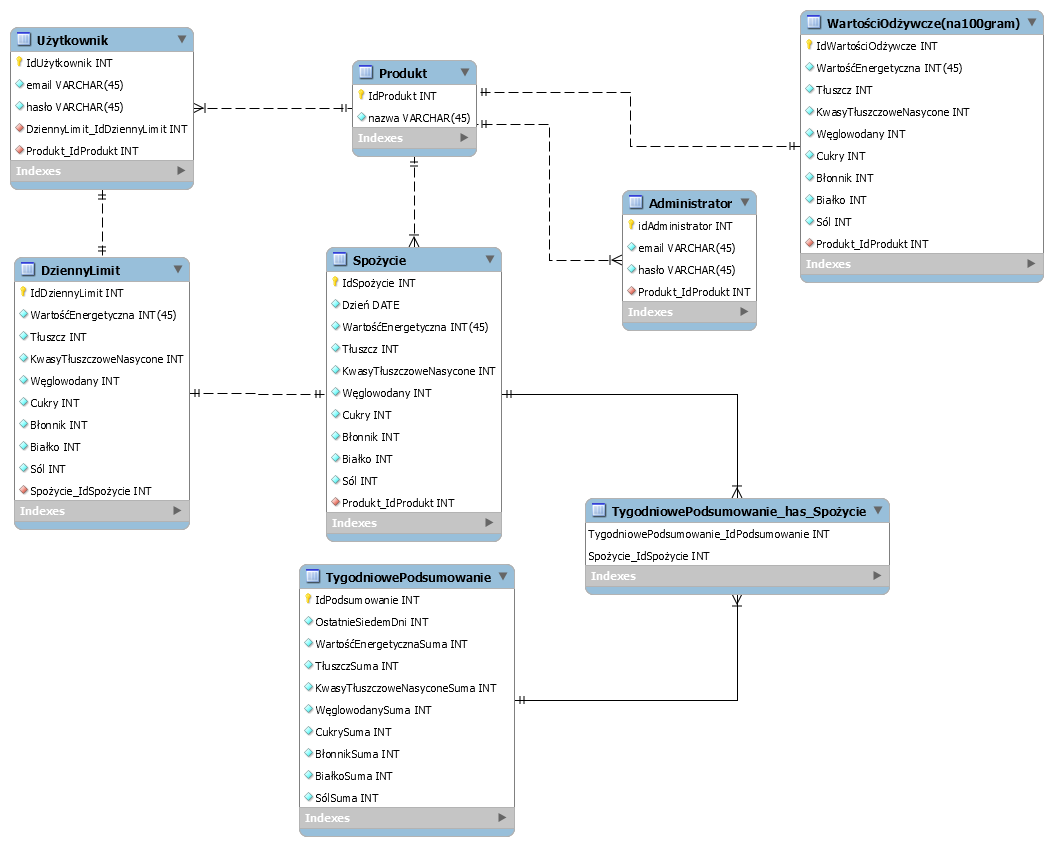 Użytkownik
IdUżytkownik INT
email VARCHAR(45)
hasło VARCHAR(45)
DziennyLimit_IdDziennyLimit INT
Produkt_IdProdukt INT
Indexes
Produkt
IdProdukt INT
nazwa VARCHAR(45)
Indexes
WartościOdżywcze(na100gram)
IdWartościOdżywcze INT
WartośćEnergetyczna INT(45)
Tłuszcz INT
KwasyTłuszczoweNasycone INT
Węglowodany INT
Cukry INT
Błonnik INT
Białko INT
Sól INT
Produkt_IdProdukt INT
Indexes
Administrator
idAdministrator INT
email VARCHAR(45)
hasło VARCHAR(45)
Produkt_IdProdukt INT
Indexes
DziennyLimit
IdDziennyLimit INT
WartośćEnergetyczna INT(45)
Tłuszcz INT
KwasyTłuszczoweNasycone INT
Węglowodany INT
Cukry INT
Błonnik INT
Białko INT
Sól INT
Spożycie_IdSpożycie INT
Indexes
Spożycie
IdSpożycie INT
Dzień DATE
WartośćEnergetyczna INT(45)
Tłuszcz INT
KwasyTłuszczoweNasycone INT
Węglowodany INT
Cukry INT
Błonnik INT
Białko INT
Sól INT
Produkt_IdProdukt INT
Indexes
TygodniowePodsumowanie_has_Spożycie
TygodniowePodsumowanie_IdPodsumowanie INT
Spożycie_IdSpożycie INT
Indexes
TygodniowePodsumowanie
IdPodsumowanie INT
OstatnieSiedemDni INT
WartośćEnergetycznaSuma INT
TłuszczSuma INT
KwasyTłuszczoweNasyconeSuma INT
WęglowodanySuma INT
CukrySuma INT
BłonnikSuma INT
BiałkoSuma INT
SólSuma INT
Indexes